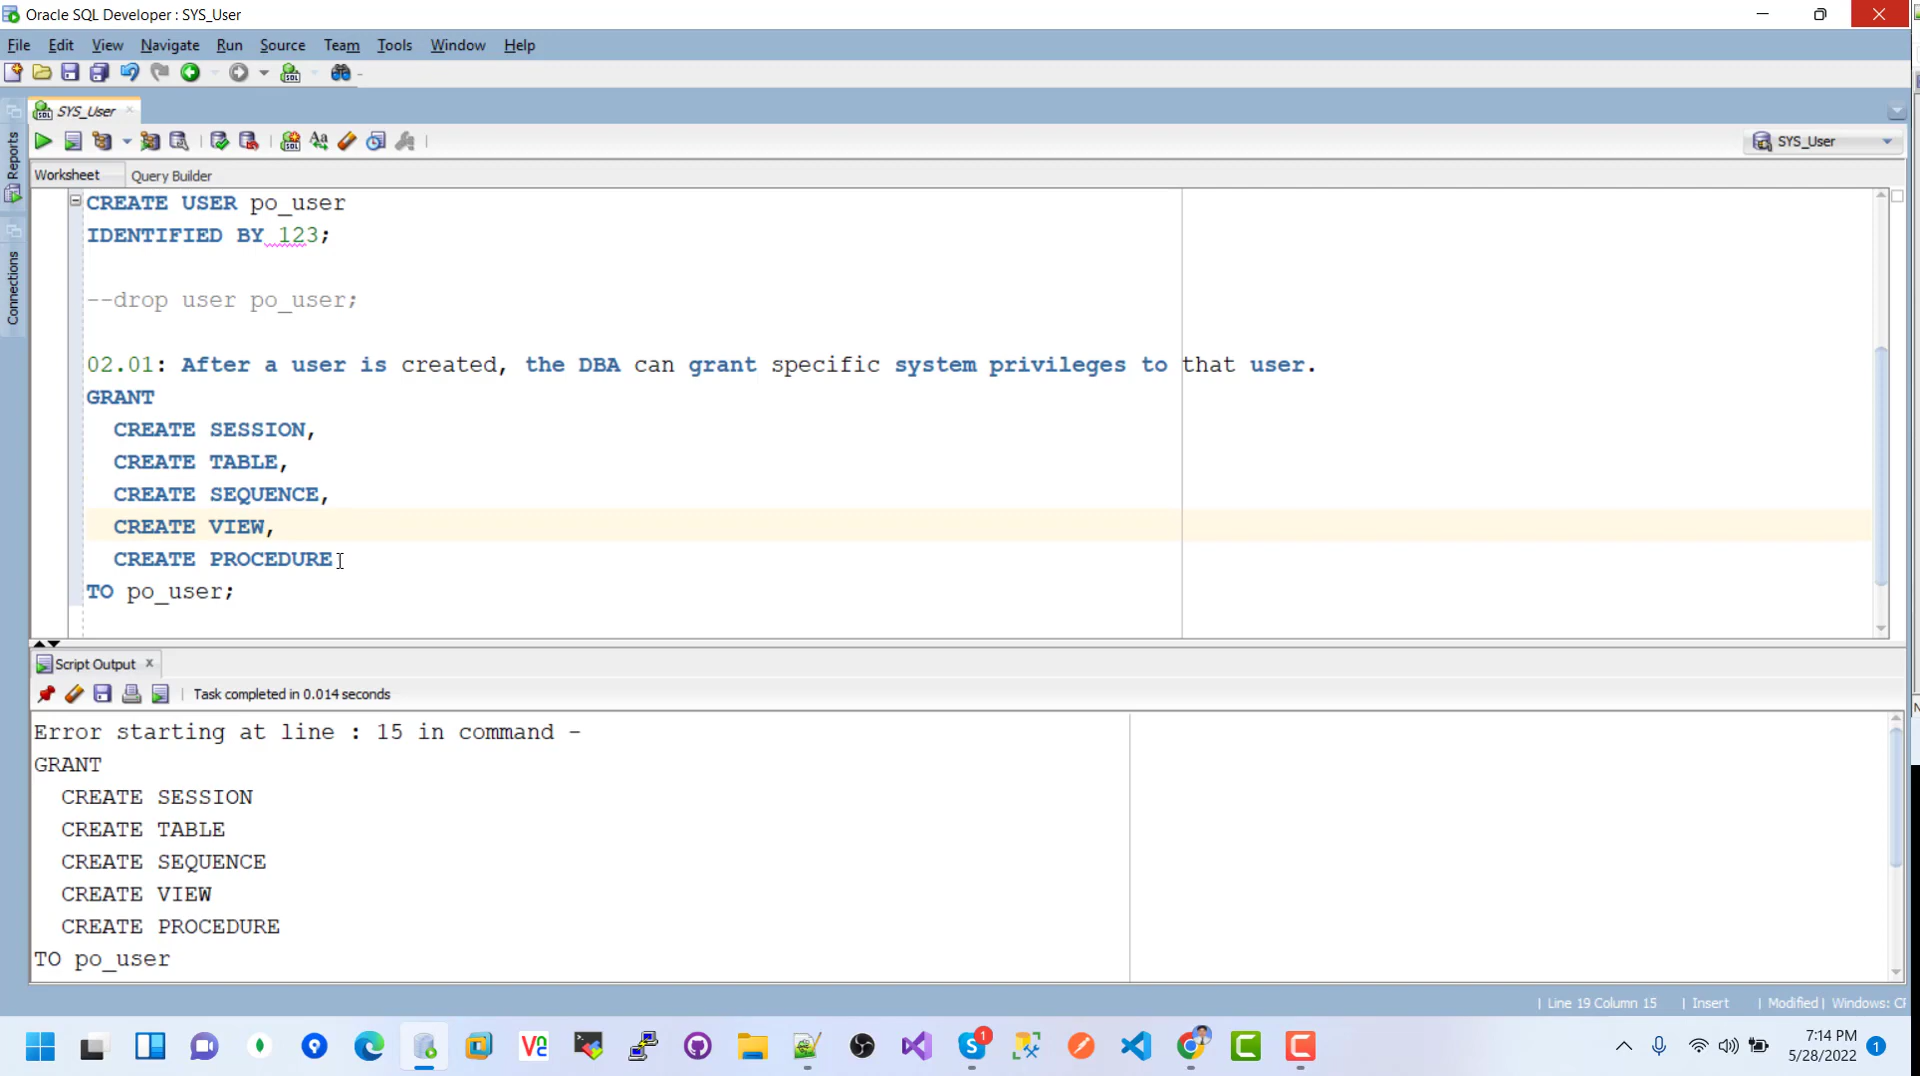 Oracle SQL Developer : SYS_User
File Edit View Navigate Run Source Team Tools Window Help
SYS_User
SYS_User
Worksheet Query Builder
Reports
Connections
CREATE USER po_user
IDENTIFIED BY 123;
--drop user po_user;
02.01: After a user is created, the DBA can grant specific system privileges to that user.
GRANT
CREATE SESSION,
CREATE TABLE,
CREATE SEQUENCE,
CREATE VIEW,
CREATE PROCEDURE
TO po_user;
Script Output
Task completed in 0.014 seconds
Error starting at line : 15 in command -
GRANT
CREATE SESSION
CREATE TABLE
CREATE SEQUENCE
CREATE VIEW
CREATE PROCEDURE
TO po_user
Line 19 Column 15 Insert Modified Windows:
7:14 PM
5/28/2022
1
1